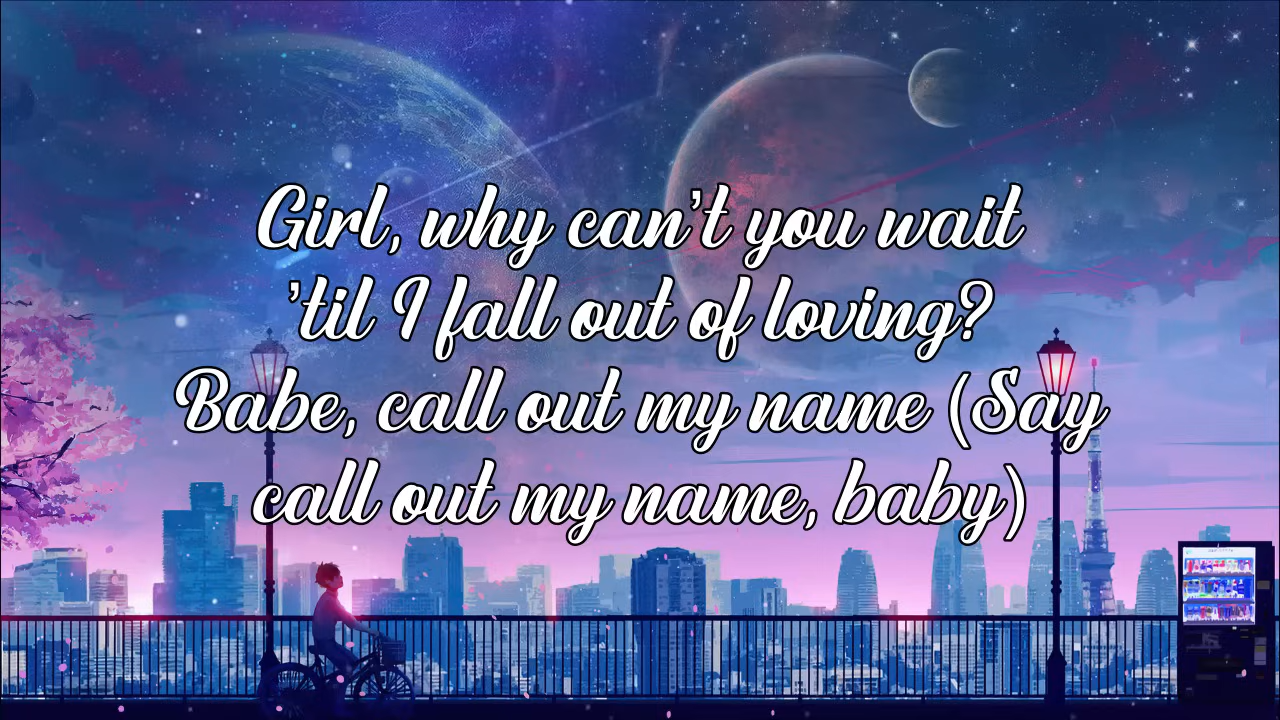 Girl, why can't you wait
'til I fall out of loving?
Babe, call out my name (Say
call out my name, baby)